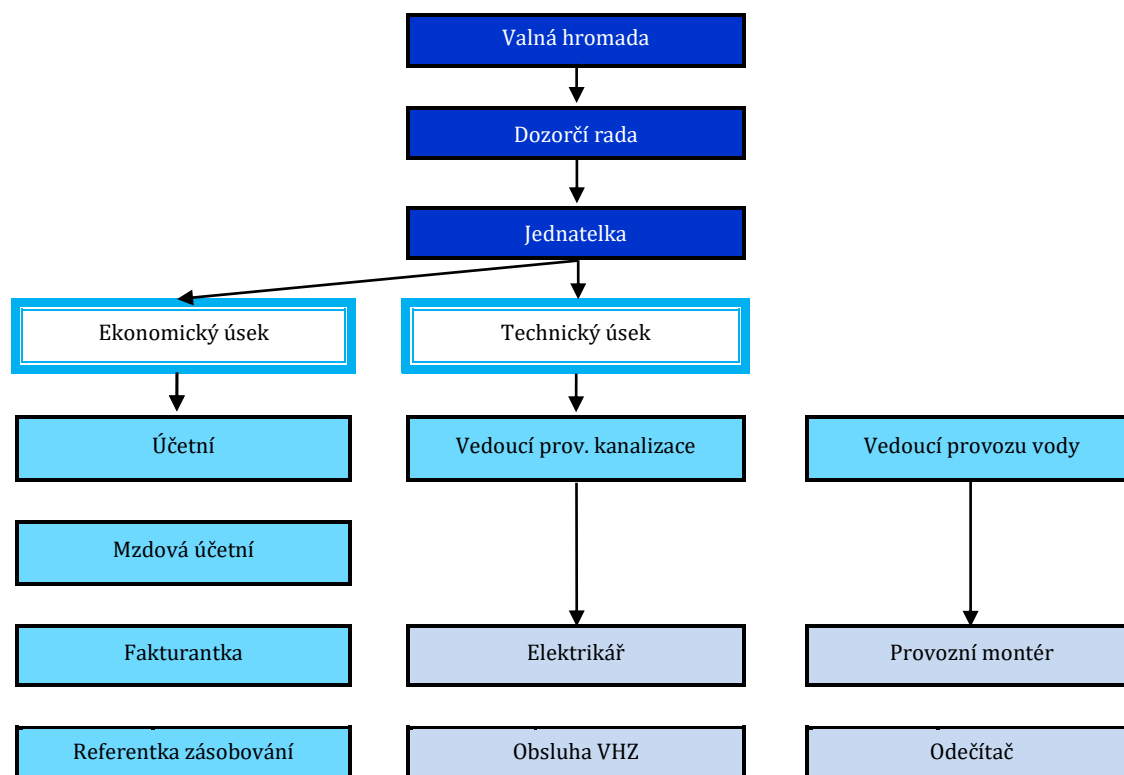 Valná hromada
Dozorčí rada
Jednatelka
Ekonomický úsek
Technický úsek
Účetní
Vedoucí prov. kanalizace
Vedoucí provozu vody
Mzdová účetní
Fakturantka
Elektrikář
Provozní montér
Referentka zásobování
Obsluha VHZ
Odečítač